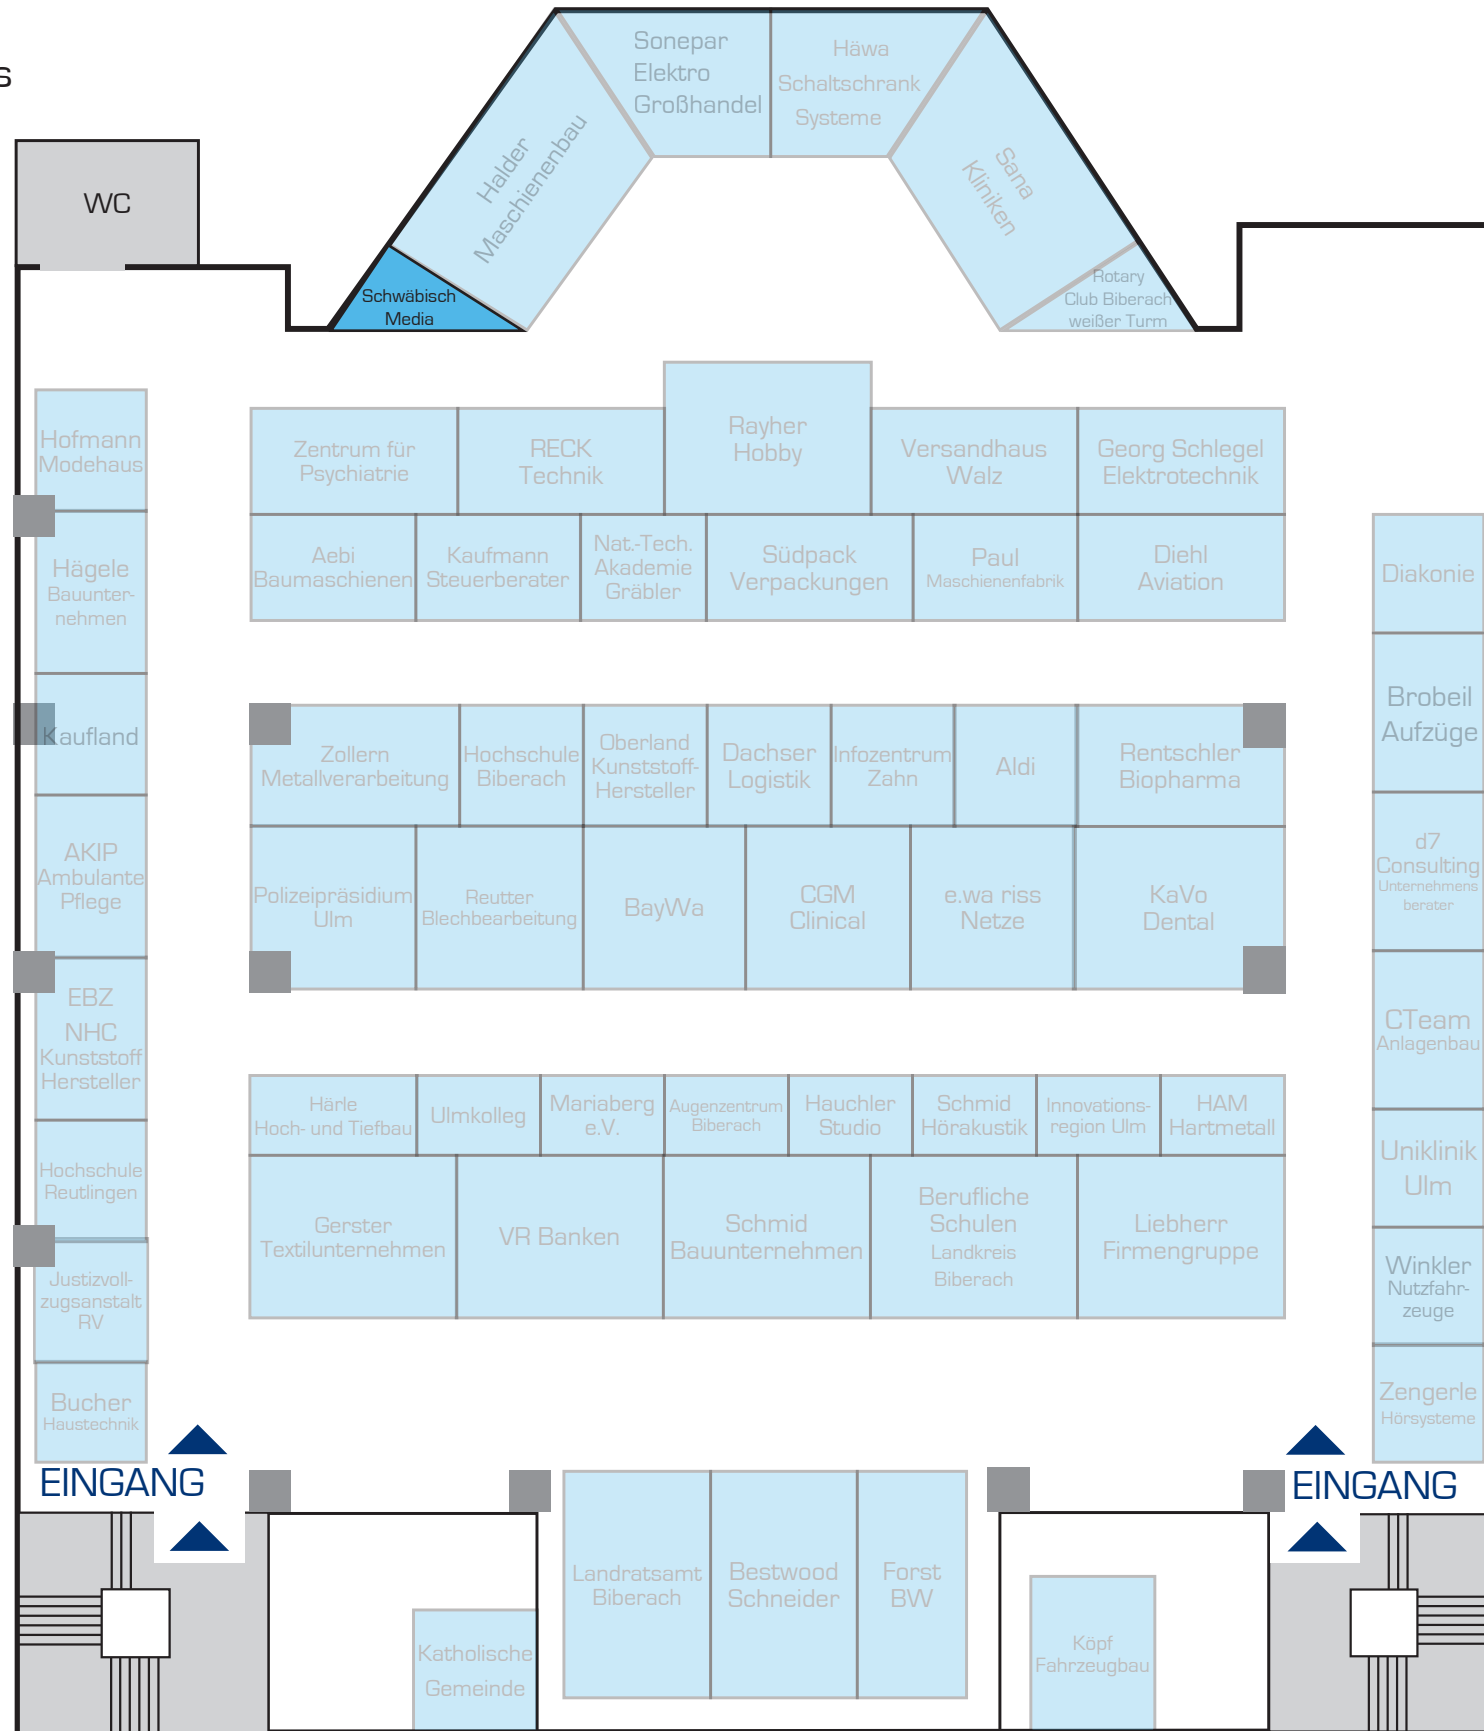 s
WC
Sonepar
Elektro
Großhandel
Häwa
Schaltschrank
Systeme
Halder
Maschienenbau
Sana
Kliniken
Schwäbisch
Media
Rotary
Club Biberach
weißer Turm
Hofmann
Modehaus
Hägele
Bauunter-
nehmen
Kaufland
AKIP
Ambulante
Pflege
EBZ
NHC
Kunststoff
Hersteller
Hochschule
Reutlingen
Justizvoll-
zugsanstalt
RV
Bucher
Haustechnik
Zentrum für
Psychiatrie
RECK
Technik
Rayher
Hobby
Versandhaus
Walz
Georg Schlegel
Elektrotechnik
Aebi
Baumaschienen
Kaufmann
Steuerberater
Nat.-Tech.
Akademie
Gräbler
Südpack
Verpackungen
Paul
Maschienenfabrik
Diehl
Aviation
Zollern
Metallverarbeitung
Hochschule
Biberach
Oberland
Kunststoff-
Hersteller
Dachser
Logistik
Infozentrum
Zahn
Aldi
Rentschler
Biopharma
Polizeipräsidium
Ulm
Reutter
Blechbearbeitung
BayWa
CGM
Clinical
e.wa riss
Netze
KaVo
Dental
Härle
Hoch- und Tiefbau
Ulmkolleg
Mariaberg
e.V.
Augenzentrum
Biberach
Hauchler
Studio
Schmid
Hörakustik
Innovations-
region Ulm
HAM
Hartmetall
Gerster
Textilunternehmen
VR Banken
Schmid
Bauunternehmen
Berufliche
Schulen
Landkreis
Biberach
Liebherr
Firmengruppe
Diakonie
Brobeil
Aufzüge
d7
Consulting
Unternehmens
berater
CTeam
Anlagenbau
Uniklinik
Ulm
Winkler
Nutzfahr-
zeuge
Zengerle
Hörsysteme
EINGANG
EINGANG
Landratsamt
Biberach
Bestwood
Schneider
Forst
BW
Katholische
Gemeinde
Köpf
Fahrzeugbau